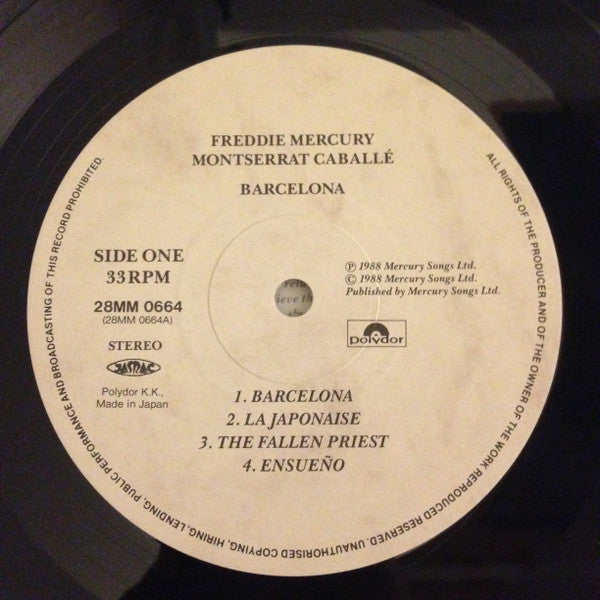 FREDDIE MERCURY
MONTSERRAT CABALLÉ
BARCELONA
SIDE ONE
33RPM
28MM 0664
(28MM 0664A)
STEREO
JASRAC
Polydor K.K.,
Made in Japan
Ⓟ 1988 Mercury Songs Ltd.
© 1988 Mercury Songs Ltd.
Published by Mercury Songs Ltd.
polydor
1. BARCELONA
2. LA JAPONAISE
3. THE FALLEN PRIEST
4. ENSUEÑO
ALL RIGHTS OF THE PRODUCER AND OF THE OWNER OF THE WORK REPRODUCED RESERVED. UNAUTHORISED COPYING, HIRING, LENDING, PUBLIC PERFORMANCE AND BROADCASTING OF THIS RECORD PROHIBITED.